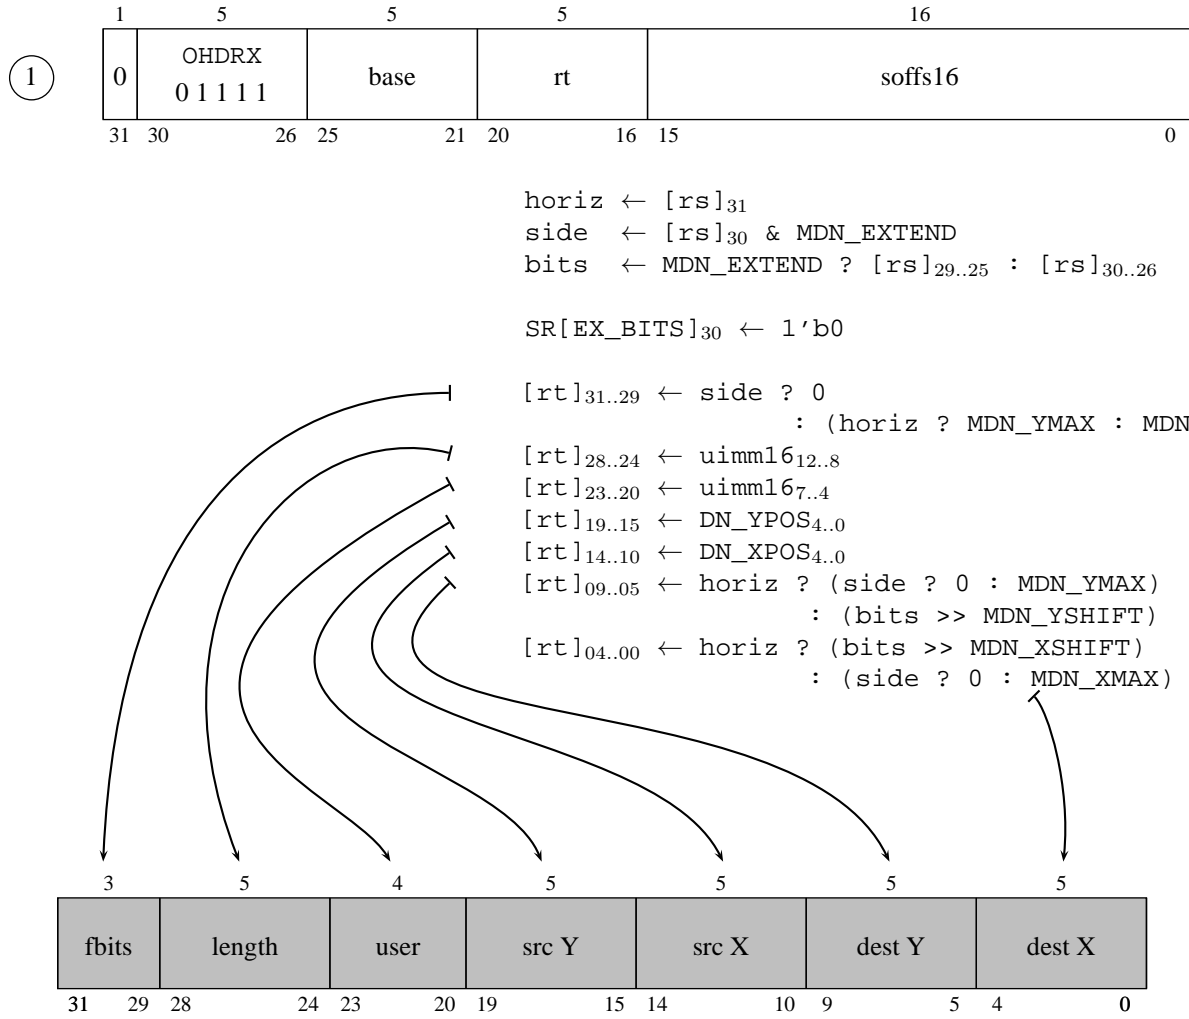 1 5 5 5 16
1 0 OHDRX base rt soffs16
0 1 1 1 1
31 30 26 25 21 20 16 15 0
horiz ← [rs]31
side ← [rs]30 & MDN_EXTEND
bits ← MDN_EXTEND ? [rs]29..25 : [rs]30..26
SR[EX_BITS]30 ← 1'b0
[rt]31..29 ← side ? 0
: (horiz ? MDN_YMAX : MDN
[rt]28..24 ← uimm1612..8
[rt]23..20 ← uimm167..4
[rt]19..15 ← DN_YPOS4..0
[rt]14..10 ← DN_XPOS4..0
[rt]09..05 ← horiz ? (side ? 0 : MDN_YMAX)
: (bits >> MDN_YSHIFT)
[rt]04..00 ← horiz ? (bits >> MDN_XSHIFT)
: (side ? 0 : MDN_XMAX)
3 5 4 5 5 5 5
fbits length user src Y src X dest Y dest X
31 29 28 24 23 20 19 15 14 10 9 5 4 0